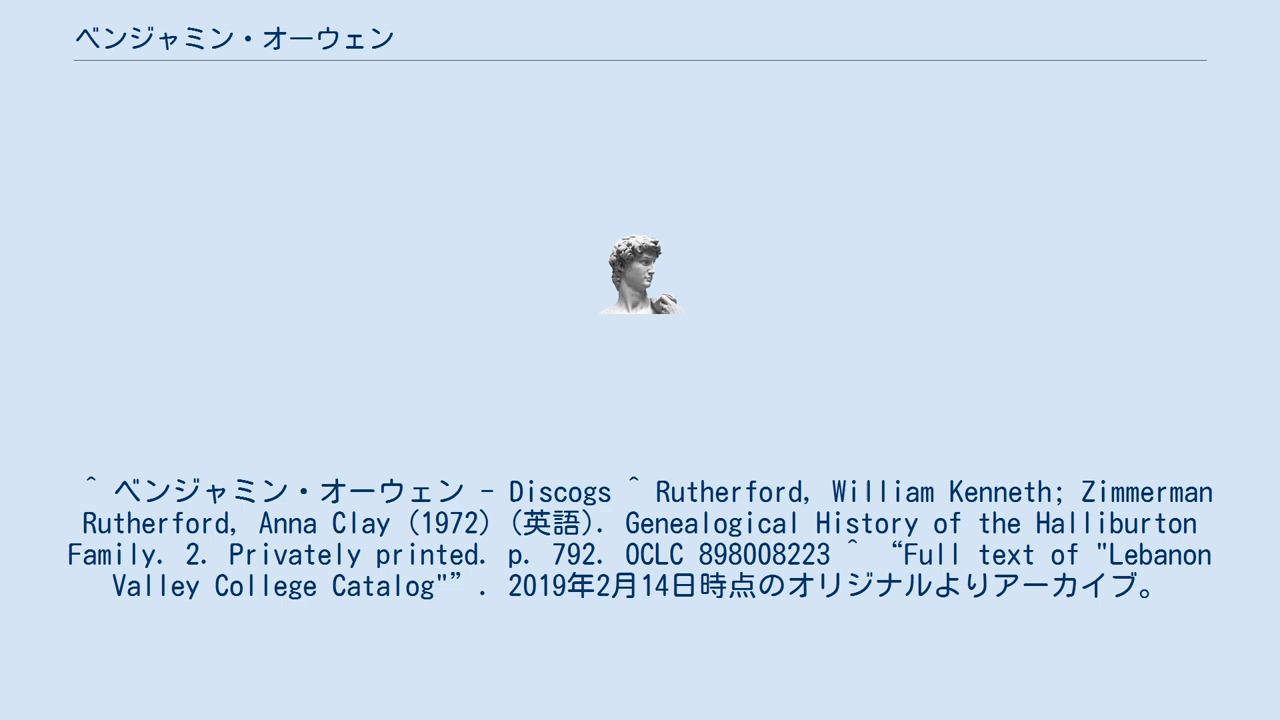 ベンジャミン・オーウェン
^ ベンジャミン・オーウェン - Discogs ^ Rutherford, William Kenneth; Zimmerman
Rutherford, Anna Clay (1972) (英語). Genealogical History of the Halliburton
Family. 2. Privately printed. p. 792. OCLC 898008223 ^ “Full text of "Lebanon
Valley College Catalog"”. 2019年2月14日時点のオリジナルよりアーカイブ。